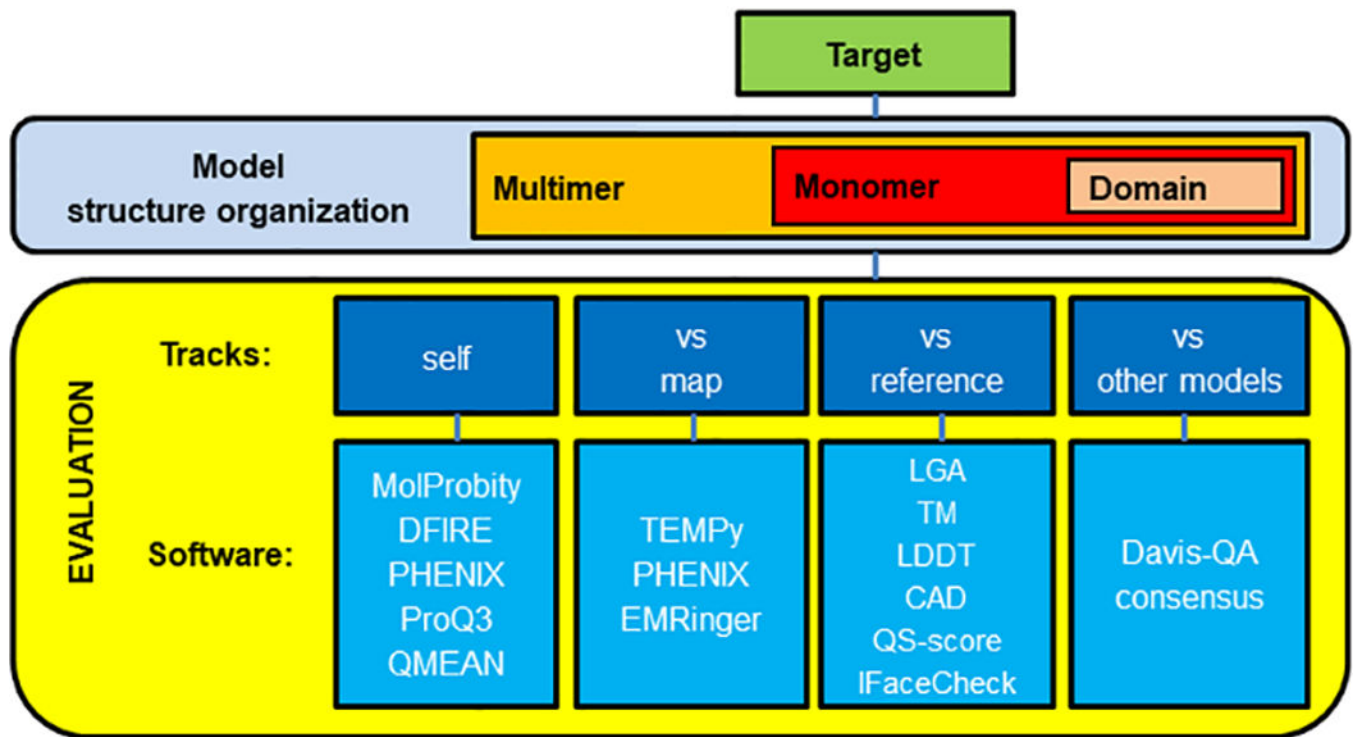 Target
Model
structure organization
Multimer
Monomer
Domain
EVALUATION
Tracks:
self
vs
map
vs
reference
vs
other models
Software:
MolProbity
DFIRE
PHENIX
ProQ3
QMEAN
TEMPy
PHENIX
EMRinger
LGA
TM
LDDT
CAD
QS-score
IFaceCheck
Davis-QA
consensus